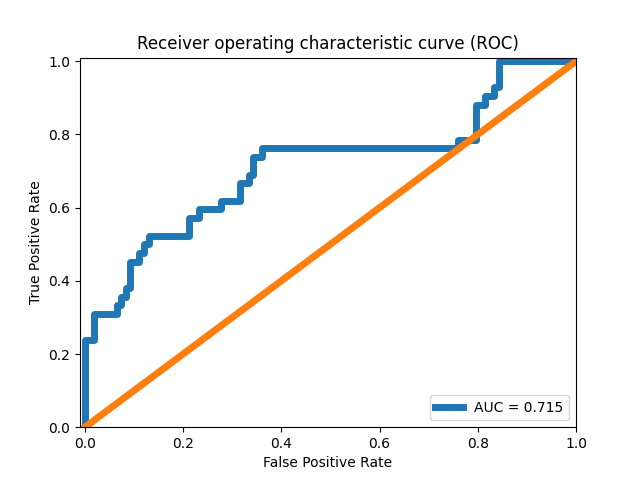 Receiver operating characteristic curve (ROC)
True Positive Rate
1.0
0.8
0.6
0.4
0.2
0.0
AUC = 0.715
0.0 0.2 0.4 0.6 0.8 1.0
False Positive Rate